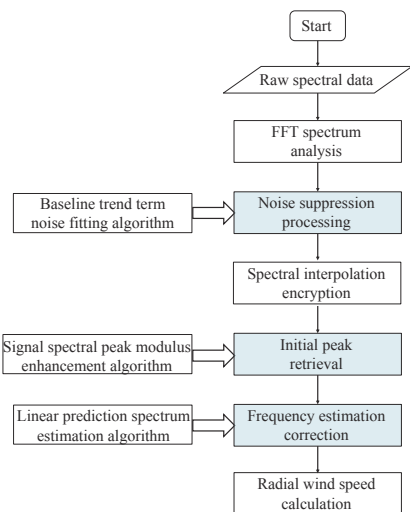 Start
Raw spectral data
FFT spectrum
analysis
Baseline trend term
noise fitting algorithm
Noise suppression
processing
Spectral interpolation
encryption
Signal spectral peak modulus
enhancement algorithm
Initial peak
retrieval
Linear prediction spectrum
estimation algorithm
Frequency estimation
correction
Radial wind speed
calculation